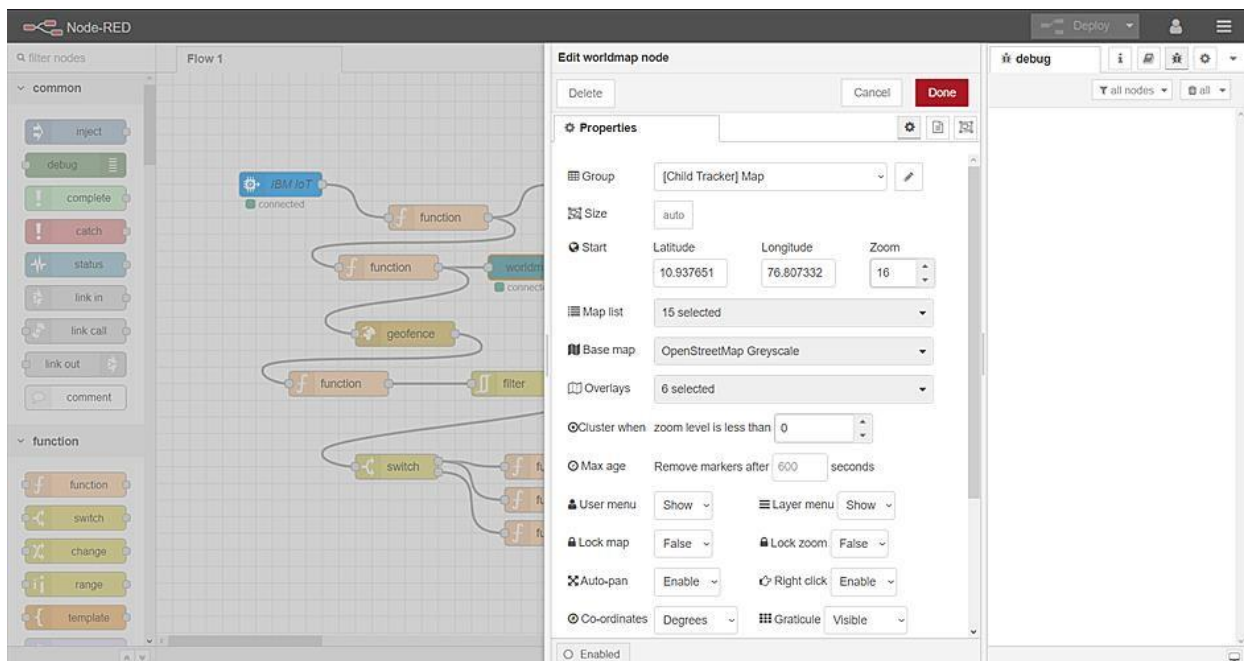 Node-RED
Deploy
filter nodes
Flow 1
Edit worldmap node
debug
i
common
Delete
Cancel
Done
all nodes
all
inject
Properties
debug
IBM IoT
Group
[Child Tracker] Map
complete
connected
function
Size
auto
catch
Start
Latitude
Longitude
Zoom
status
function
worldm
10.937651
76.807332
16
link in
connecte
Map list
15 selected
link call
geofence
Base map
OpenStreetMap Greyscale
link out
function
filter
Overlays
6 selected
comment
Cluster when zoom level is less than
0
function
switch
fu
Max age
Remove markers after
600
seconds
function
fu
User menu
Show
Layer menu
Show
switch
fu
Lock map
False
Lock zoom
False
change
range
Auto-pan
Enable
Right click
Enable
template
Co-ordinates
Degrees
Graticule
Visible
Enabled